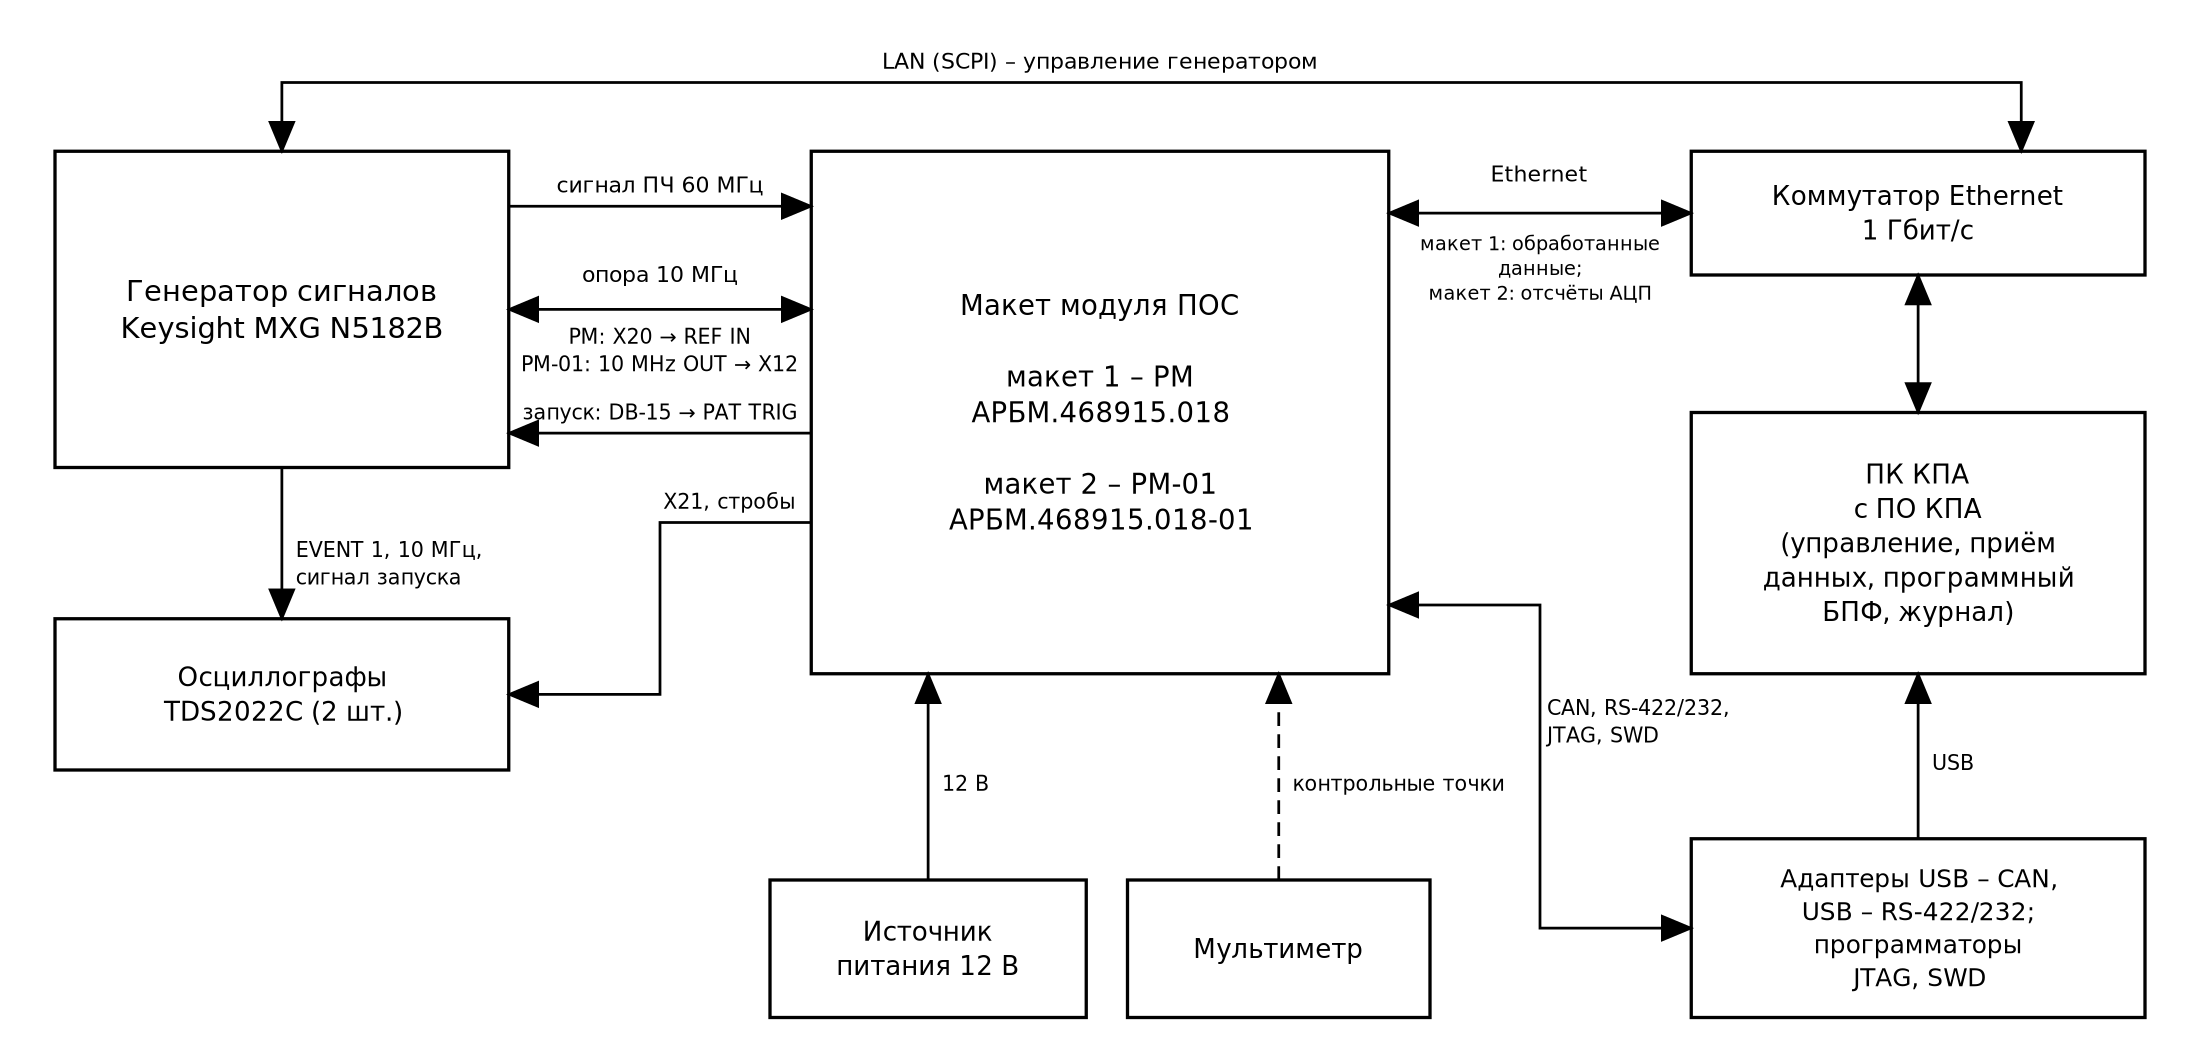 LAN (SCPI) – управление генератором
Генератор сигналов
Keysight MXG N5182B
сигнал ПЧ 60 МГц
опора 10 МГц
РМ: X20 → REF IN
РМ-01: 10 MHz OUT → X12
запуск: DB-15 → PAT TRIG
Макет модуля ПОС
макет 1 – РМ
АРБМ.468915.018
макет 2 – РМ-01
АРБМ.468915.018-01
Ethernet
макет 1: обработанные
данные;
макет 2: отсчёты АЦП
Коммутатор Ethernet
1 Гбит/с
ПК КПА
с ПО КПА
(управление, приём
данных, программный
БПФ, журнал)
X21, стробы
EVENT 1, 10 МГц,
сигнал запуска
Осциллографы
TDS2022C (2 шт.)
CAN, RS-422/232,
JTAG, SWD
USB
12 В
контрольные точки
Источник
питания 12 В
Мультиметр
Адаптеры USB – CAN,
USB – RS-422/232;
программаторы
JTAG, SWD